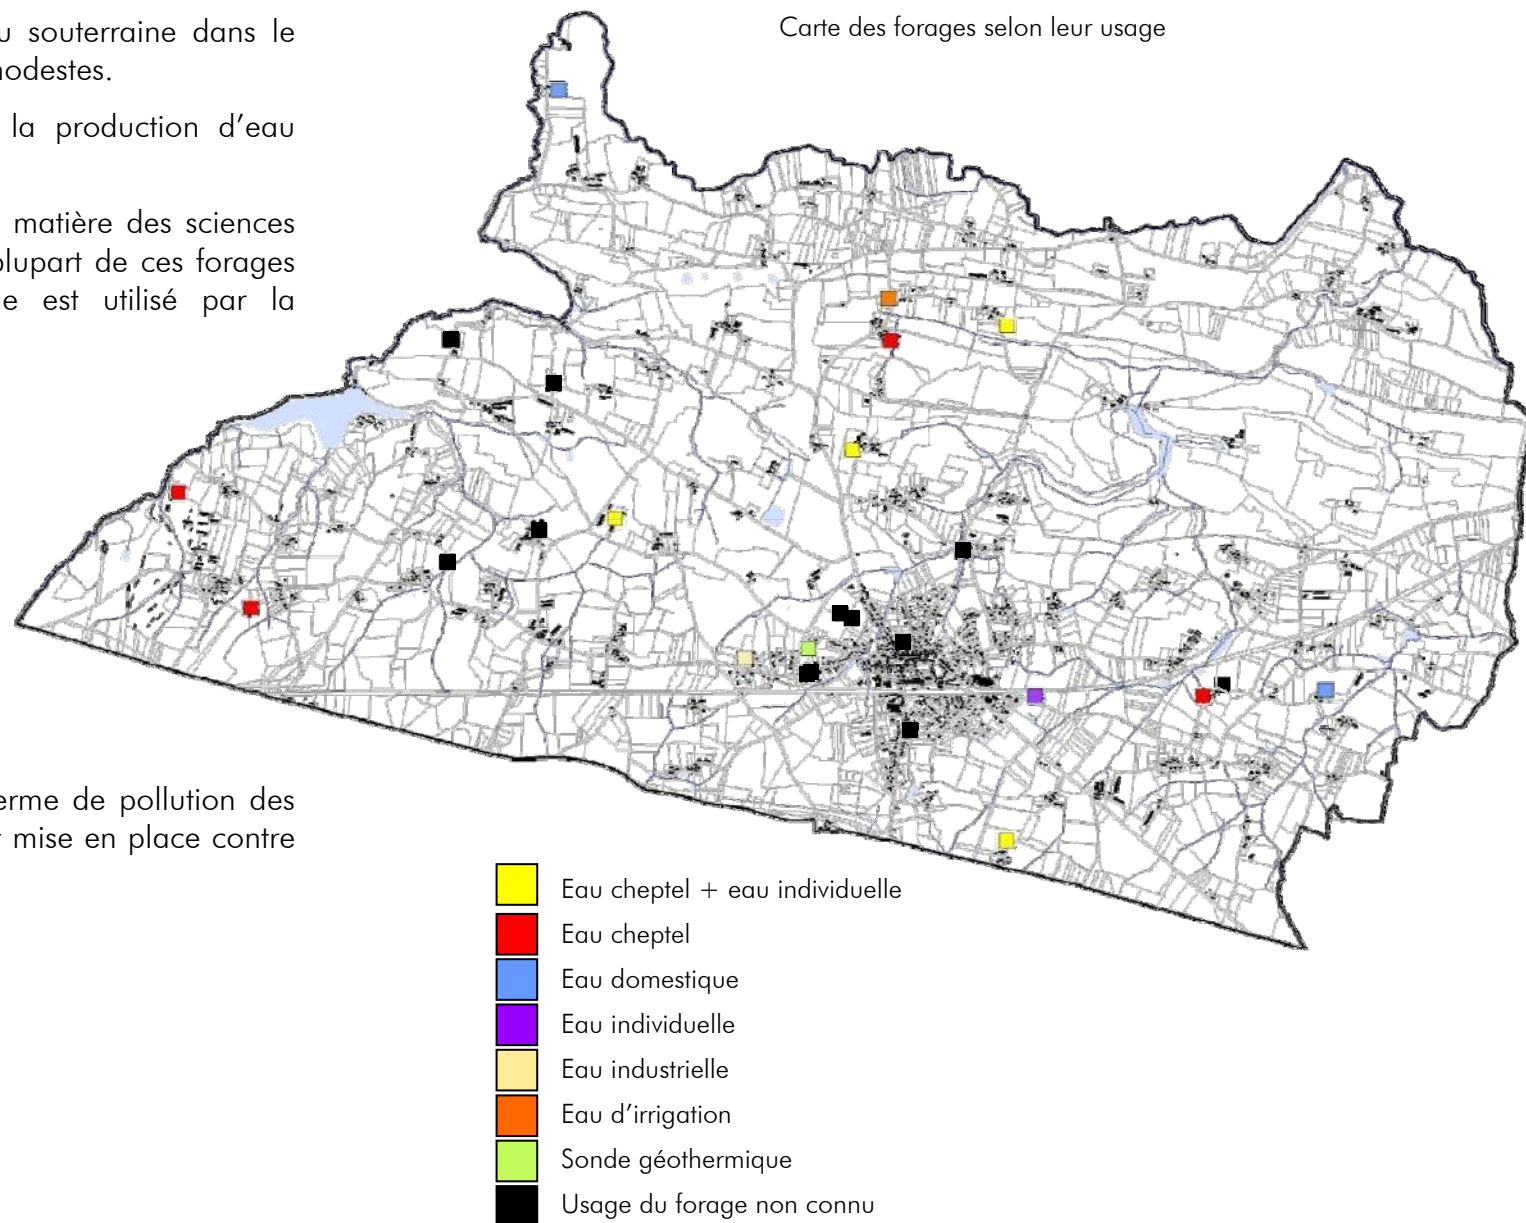 u souterraine dans le
nodestes.
la production d'eau
matière des sciences
plupart de ces forages
e est utilisé par la
erme de pollution des
mise en place contre
Carte des forages selon leur usage
Eau cheptel + eau individuelle
Eau cheptel
Eau domestique
Eau individuelle
Eau industrielle
Eau d'irrigation
Sonde géothermique
Usage du forage non connu